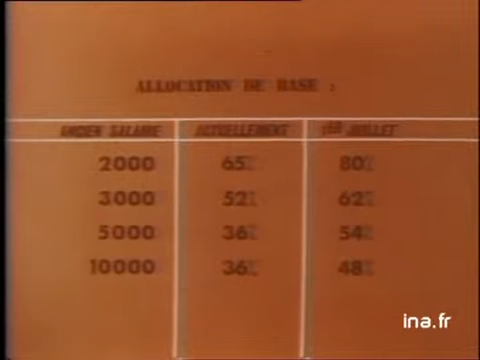 ALLOCATION DE BASE :
ANCIEN SALAIRE ACTUELLEMENT 1ER JUILLET
2000 65% 80%
3000 52% 62%
5000 36% 54%
10000 36% 48%
ina.fr